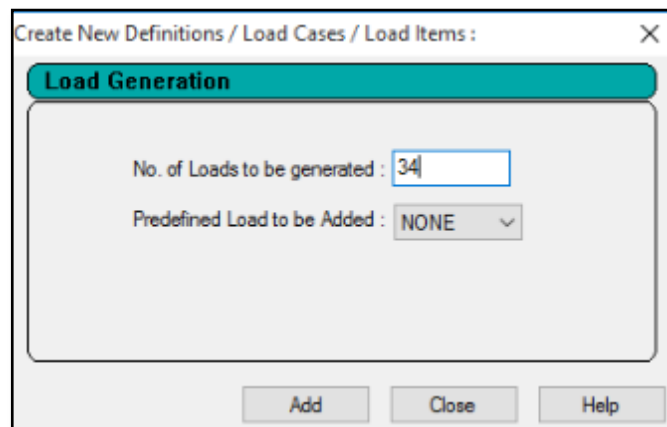 Create New Definitions / Load Cases / Load Items :
Load Generation
No. of Loads to be generated : 34
Predefined Load to be Added : NONE
Add Close Help